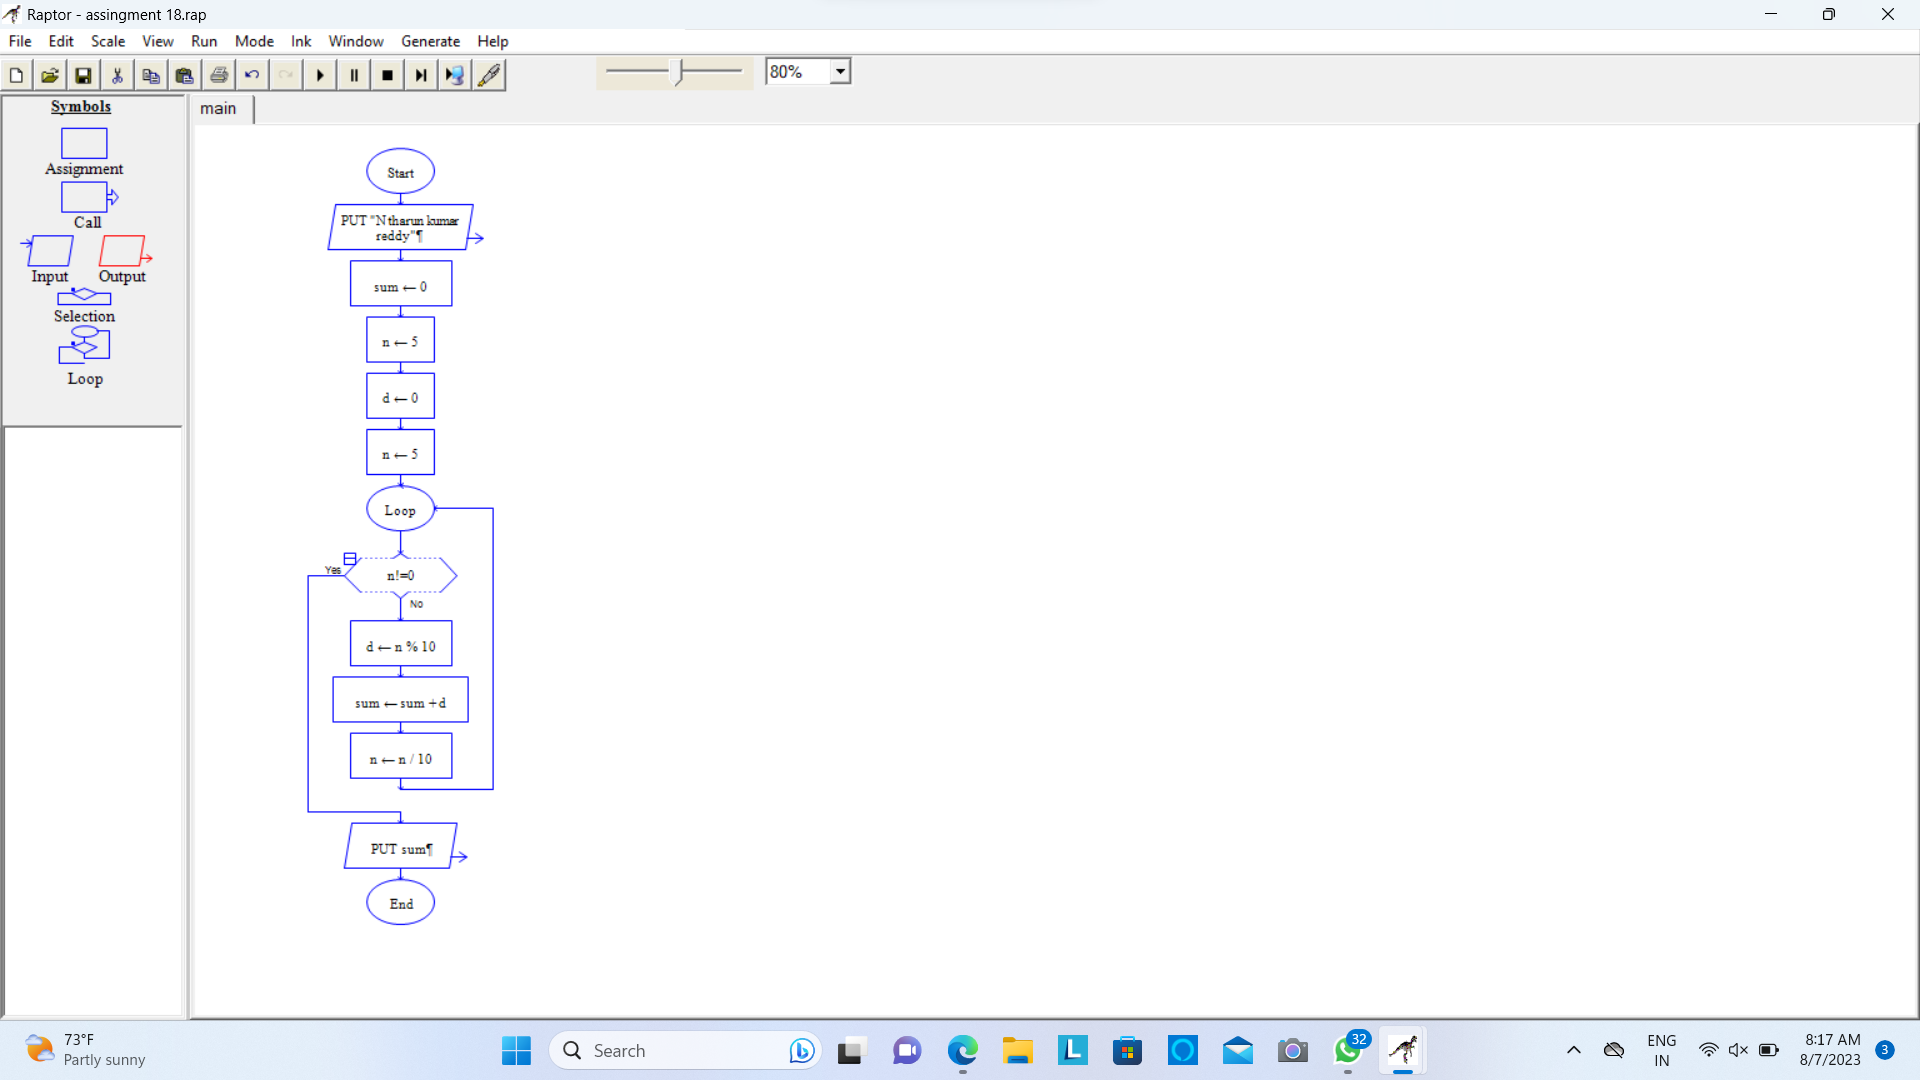 Raptor - assingment 18.rap
File Edit Scale View Run Mode Ink Window Generate Help
80%
Symbols
Assignment
Call
Input Output
Selection
Loop
main
Start
PUT "N tharun kumar
reddy"¶
sum ← 0
n ← 5
d ← 0
n ← 5
Loop
Yes
n!=0
No
d ← n % 10
sum ← sum + d
n ← n / 10
PUT sum¶
End
73°F
Partly sunny
Search
L
32
ENG
IN
8:17 AM
8/7/2023
3